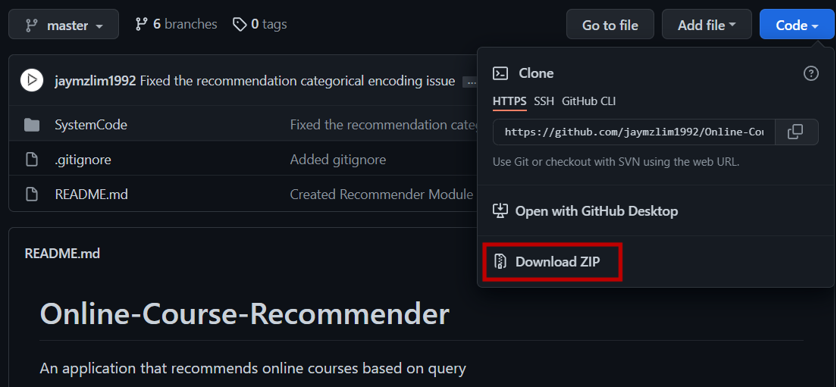 master
6 branches
0 tags
Go to file
Add file
Code
jaymzlim1992 Fixed the recommendation categorical encoding issue ...
SystemCode
Fixed the recommendation
.gitignore
Added gitignore
README.md
Created Recommender Module
Clone
HTTPS SSH GitHub CLI
https://github.com/jaymzlim1992/Online-Cou
Use Git or checkout with SVN using the web URL.
Open with GitHub Desktop
Download ZIP
README.md
Online-Course-Recommender
An application that recommends online courses based on query